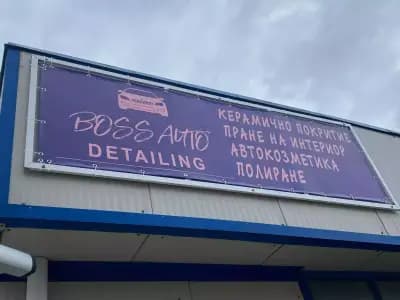 BOSS AUTO
DETAILING
КЕРАМИЧНО ПОКРИТИЕ
ПРАНЕ НА ИНТЕРИОР
АВТОКОЗМЕТИКА
ПОЛИРАНЕ